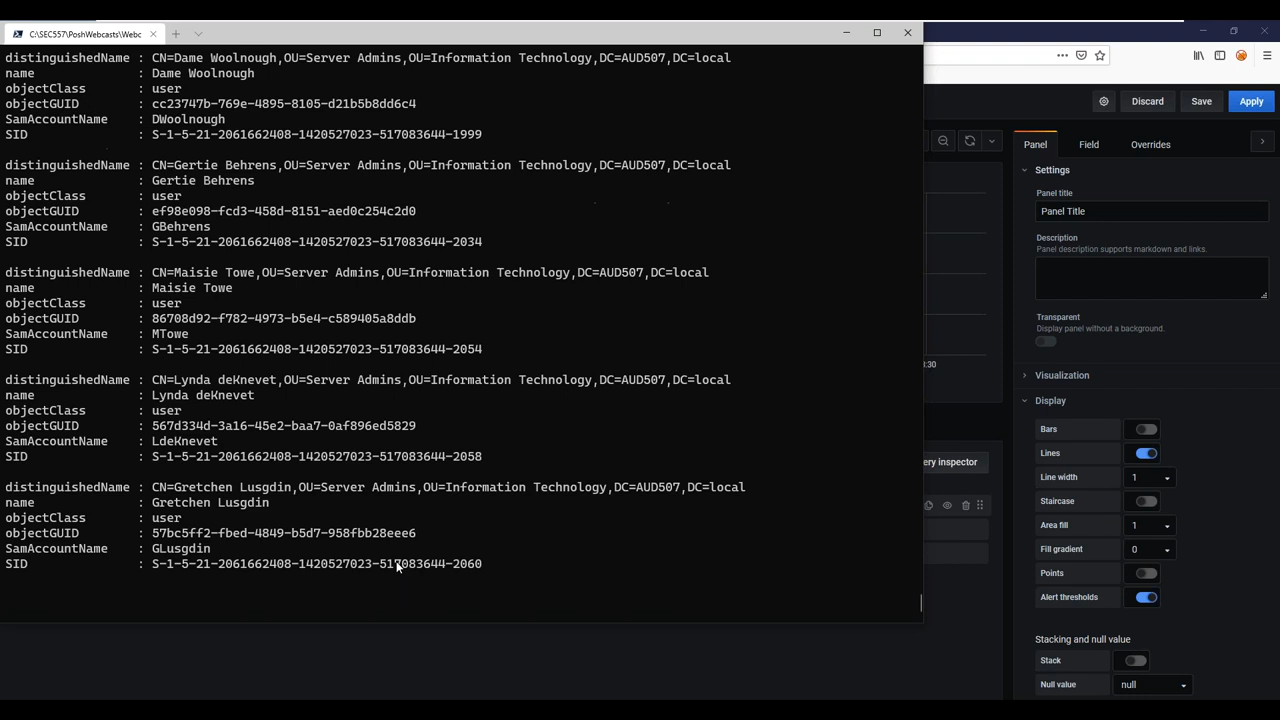 C:\SEC557\PoshWebcasts\Webc
distinguishedName : CN=Dame Woolnough,OU=Server Admins,OU=Information Technology,DC=AUD507,DC=local
name : Dame Woolnough
objectClass : user
objectGUID : cc23747b-769e-4895-8105-d21b5b8dd6c4
SamAccountName : DWoolnough
SID : S-1-5-21-2061662408-1420527023-517083644-1999
distinguishedName : CN=Gertie Behrens,OU=Server Admins,OU=Information Technology,DC=AUD507,DC=local
name : Gertie Behrens
objectClass : user
objectGUID : ef98e098-fcd3-458d-8151-aed0c254c2d0
SamAccountName : GBehrens
SID : S-1-5-21-2061662408-1420527023-517083644-2034
distinguishedName : CN=Maisie Towe,OU=Server Admins,OU=Information Technology,DC=AUD507,DC=local
name : Maisie Towe
objectClass : user
objectGUID : 86708d92-f782-4973-b5e4-c589405a8ddb
SamAccountName : MTowe
SID : S-1-5-21-2061662408-1420527023-517083644-2054
distinguishedName : CN=Lynda deKnevet,OU=Server Admins,OU=Information Technology,DC=AUD507,DC=local
name : Lynda deKnevet
objectClass : user
objectGUID : 567d334d-3a16-45e2-baa7-0af896ed5829
SamAccountName : LdeKnevet
SID : S-1-5-21-2061662408-1420527023-517083644-2058
distinguishedName : CN=Gretchen Lusgdin,OU=Server Admins,OU=Information Technology,DC=AUD507,DC=local
name : Gretchen Lusgdin
objectClass : user
objectGUID : 57bc5ff2-fbed-4849-b5d7-958fbb28eee6
SamAccountName : GLusgdin
SID : S-1-5-21-2061662408-1420527023-517083644-2060
:30
ery inspector
Discard Save Apply
Panel Field Overrides
Settings
Panel title
Panel Title
Description
Panel description supports markdown and links.
Transparent
Display panel without a background.
Visualization
Display
Bars
Lines
Line width 1
Staircase
Area fill 1
Fill gradient 0
Points
Alert thresholds
Stacking and null value
Stack
Null value null